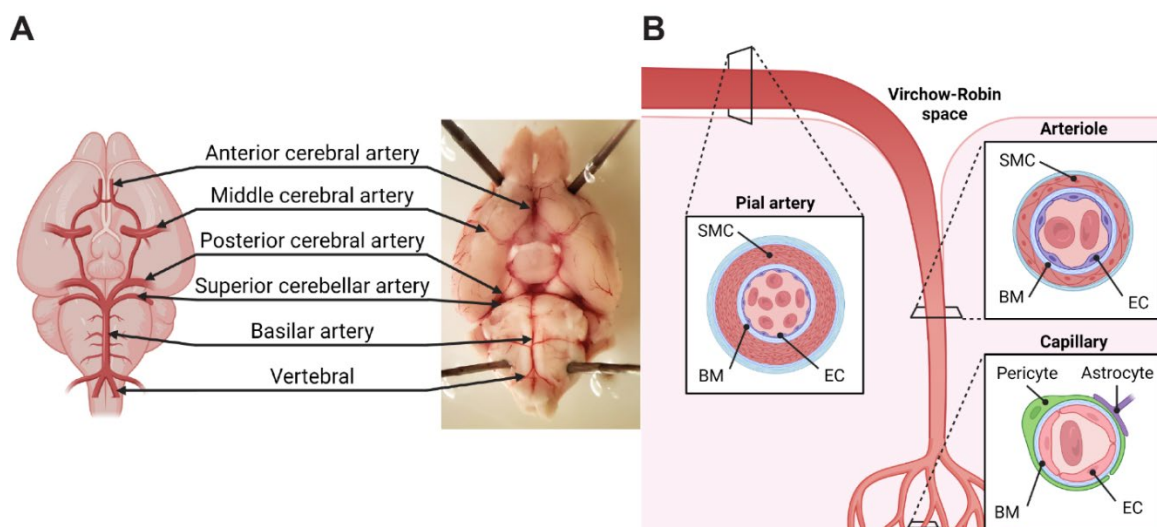 A
Anterior cerebral artery
Middle cerebral artery
Posterior cerebral artery
Superior cerebellar artery
Basilar artery
Vertebral
B
Virchow-Robin
space
Pial artery
SMC
BM
EC
Arteriole
SMC
BM
EC
Capillary
Pericyte
Astrocyte
BM
EC